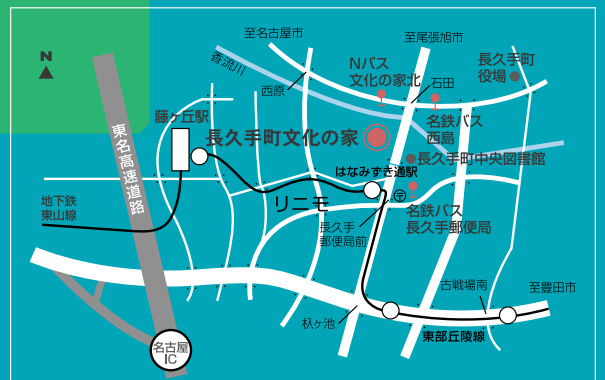 N
至名古屋市
至尾張旭市
香流川
Nバス
文化の家北
長久手町
役場
西原
石田
藤ヶ丘駅
名鉄バス
西島
長久手町文化の家
東名高速道路
長久手町中央図書館
はなみずき通駅
地下鉄
東山線
リニモ
名鉄バス
長久手郵便局
長久手
郵便局前
古戦場南
至豊田市
杁ヶ池
東部丘陵線
名古屋
IC